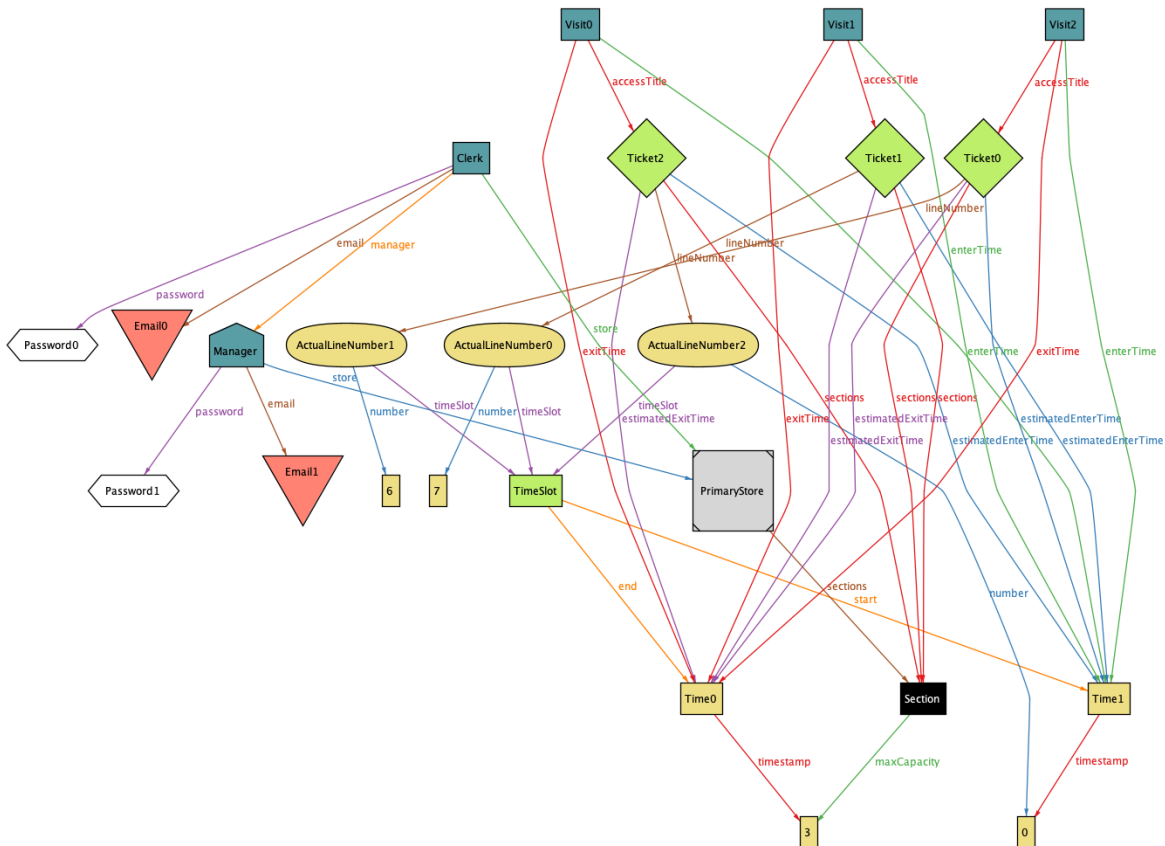 Visit0
Visit1
Visit2
accessTitle
accessTitle
accessTitle
Clerk
Ticket2
Ticket1
Ticket0
lineNumber
email
manager
lineNumber
enterTime
lineNumber
password
Email0
store
Password0
Manager
ActualLineNumber1
ActualLineNumber0
ActualLineNumber2
exitTime
enterTime
exitTime
enterTime
store
email
password
number
timeSlot
number
timeSlot
timeSlot
estimatedExitTime
sections
exitTime
sections
sections
estimatedExitTime
estimatedExitTime
estimatedEnterTime
estimatedEnterTime
estimatedEnterTime
Email1
Password1
6
7
TimeSlot
PrimaryStore
end
sections
start
number
Time0
Section
Time1
timestamp
maxCapacity
timestamp
3
0